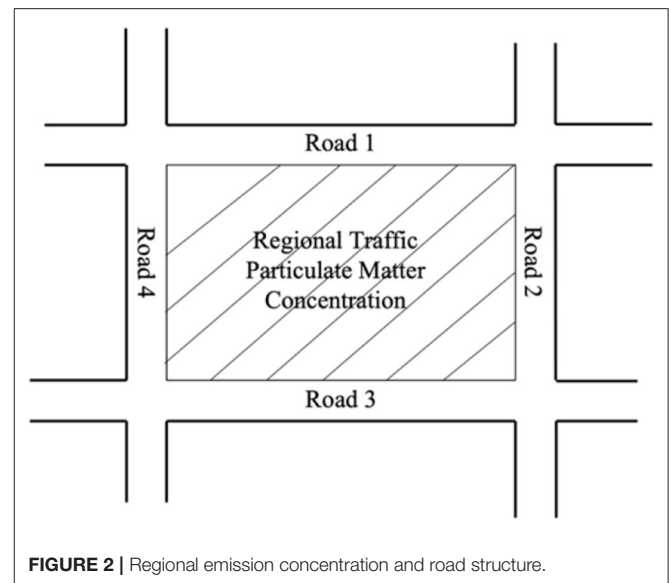 Road 1
Road 4
Regional Traffic
Particulate Matter
Concentration
Road 2
Road 3
FIGURE 2 | Regional emission concentration and road structure.